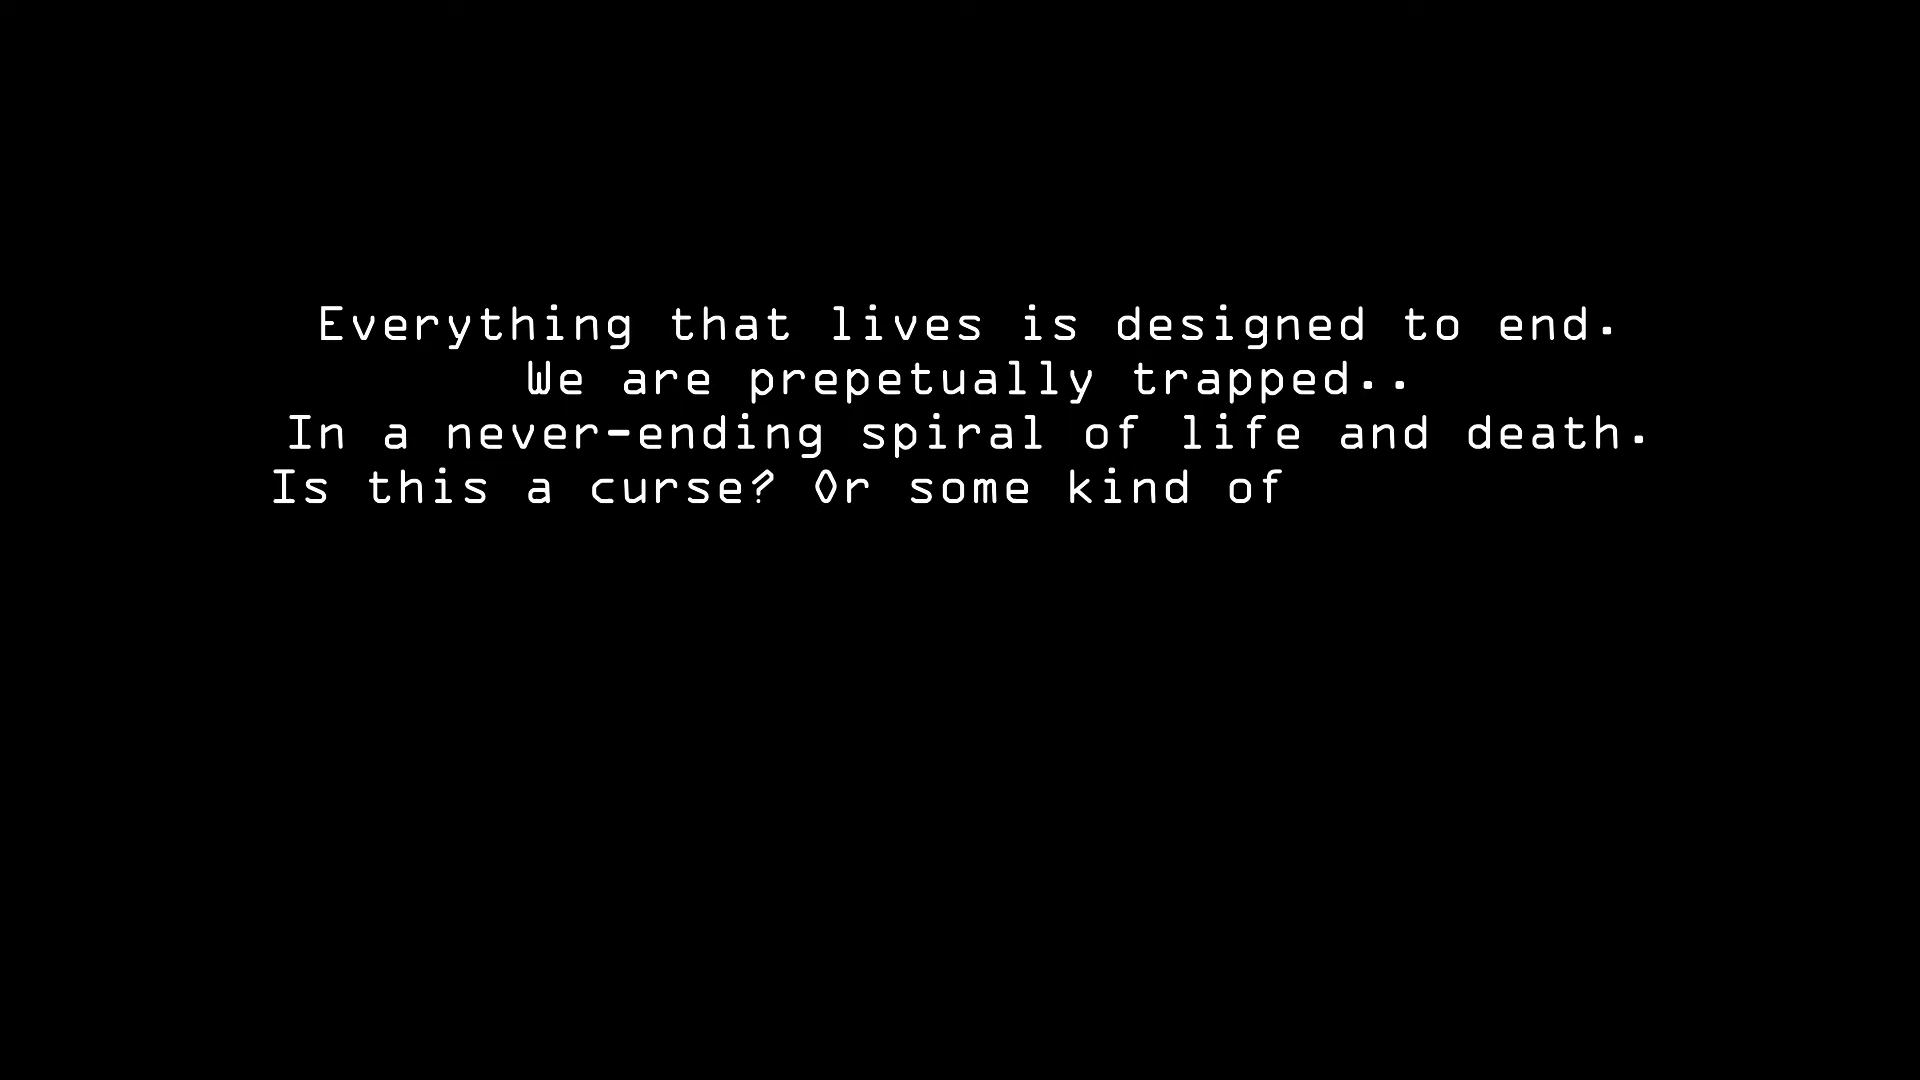 Everything that lives is designed to end.
We are prepetually trapped..
In a never-ending spiral of life and death.
Is this a curse? Or some kind of